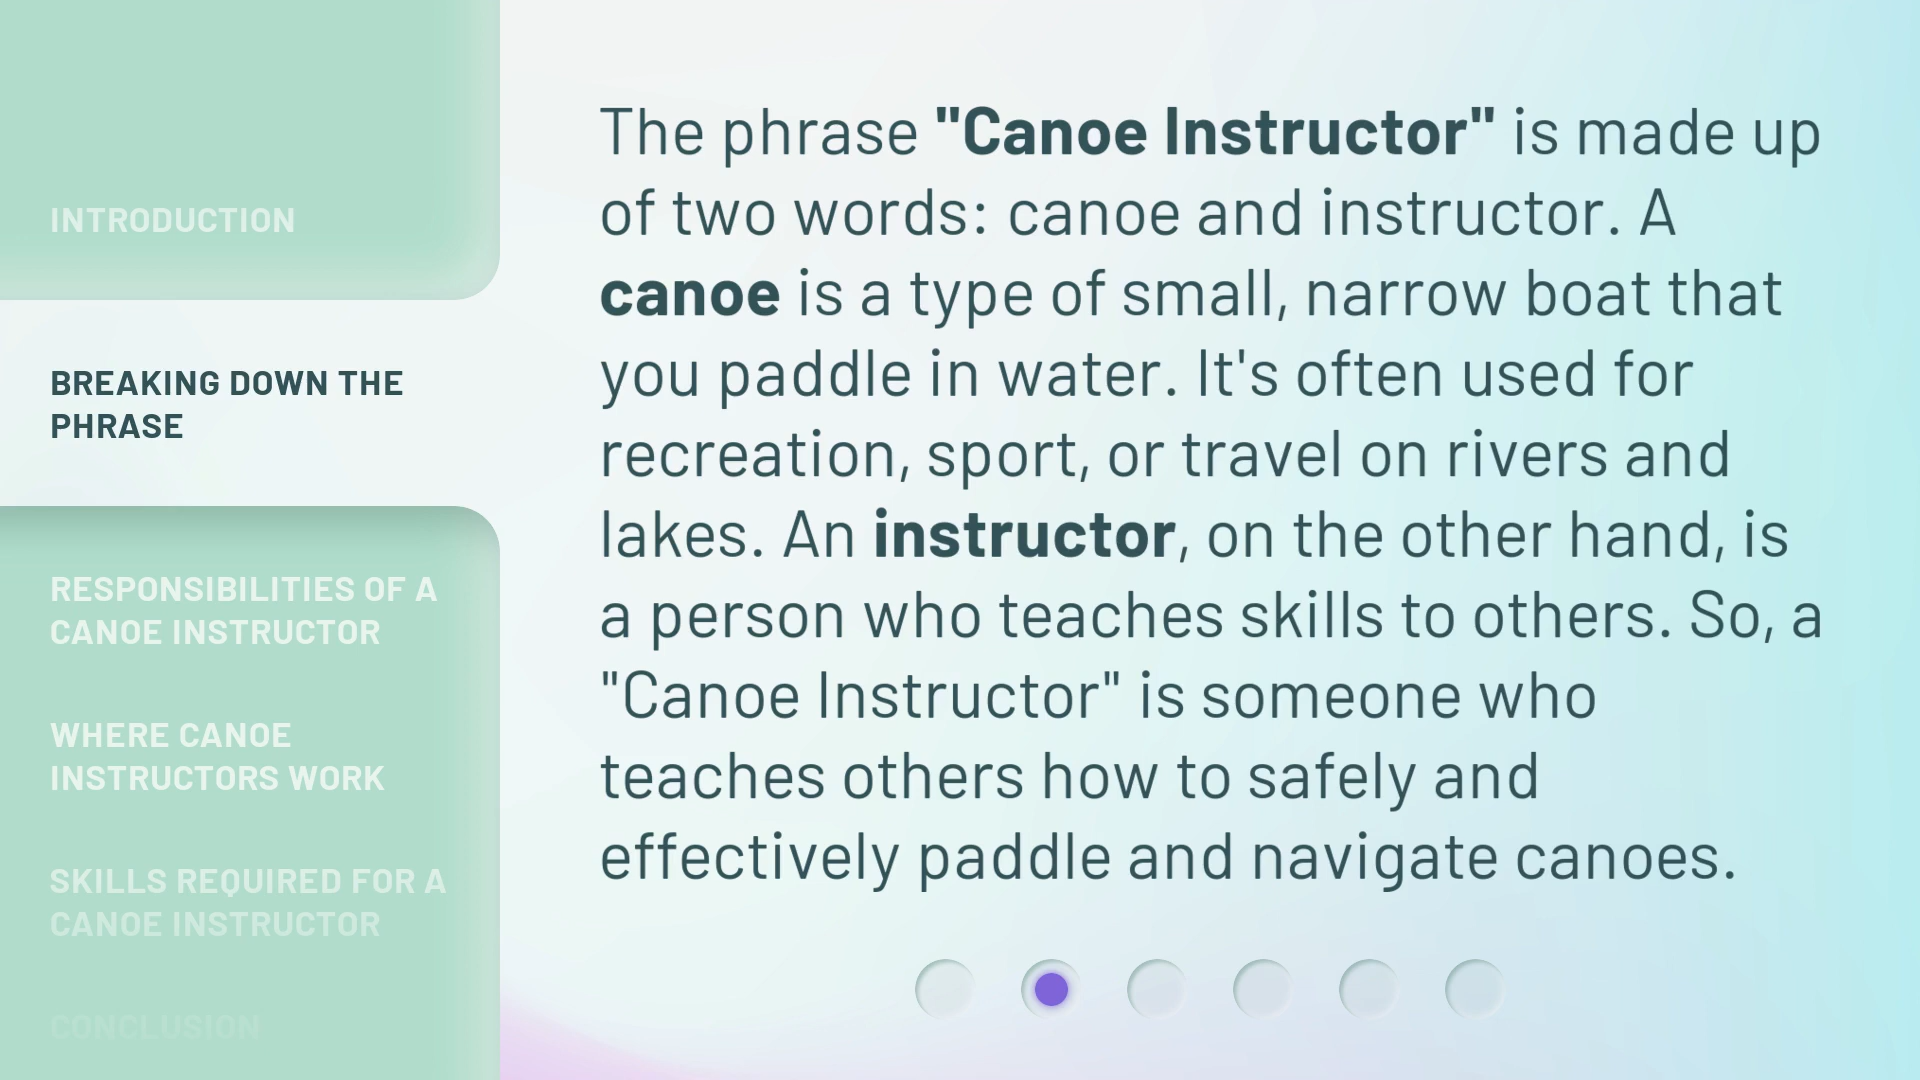 INTRODUCTION
BREAKING DOWN THE
PHRASE
RESPONSIBILITIES OF A
CANOE INSTRUCTOR
WHERE CANOE
INSTRUCTORS WORK
SKILLS REQUIRED FOR A
CANOE INSTRUCTOR
CONCLUSION
The phrase "Canoe Instructor" is made up
of two words: canoe and instructor. A
canoe is a type of small, narrow boat that
you paddle in water. It's often used for
recreation, sport, or travel on rivers and
lakes. An instructor, on the other hand, is
a person who teaches skills to others. So, a
"Canoe Instructor" is someone who
teaches others how to safely and
effectively paddle and navigate canoes.